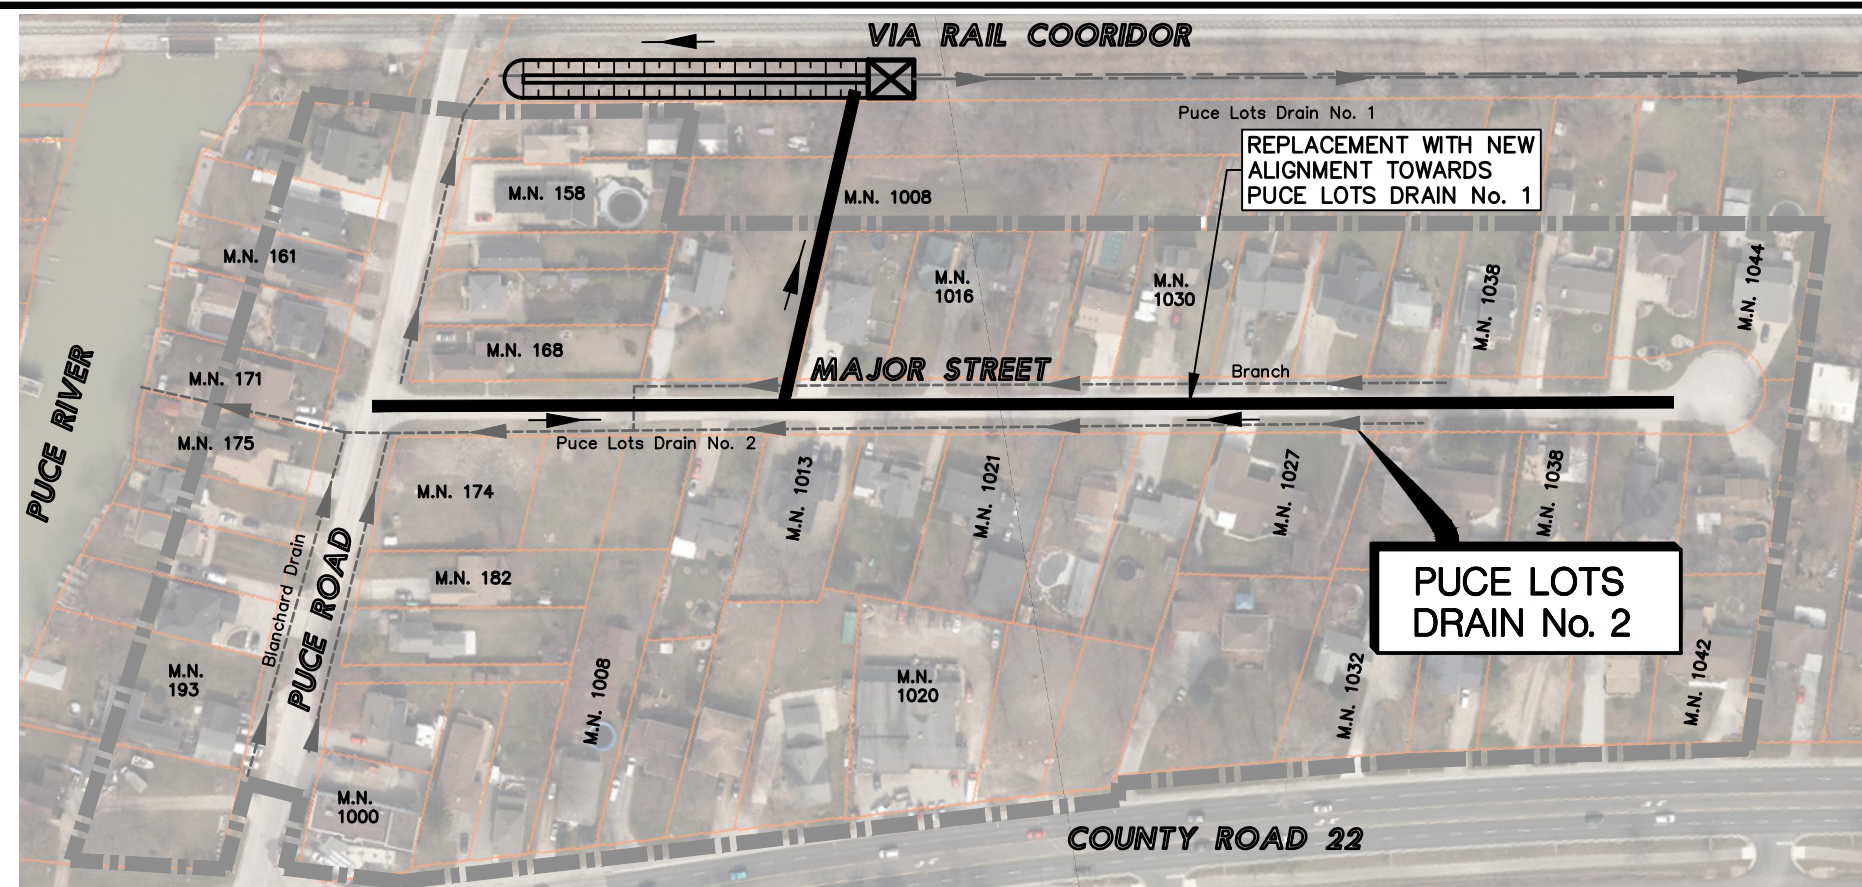 VIA RAIL COORIDOR
Puce Lots Drain No. 1
REPLACEMENT WITH NEW
ALIGNMENT TOWARDS
PUCE LOTS DRAIN No. 1
M.N. 158
M.N. 1008
M.N. 161
M.N.
1016
M.N.
1030
M.N. 1038
M.N. 1044
M.N. 168
MAJOR STREET
Branch
M.N. 171
PUCE RIVER
M.N. 175
Puce Lots Drain No. 2
M.N. 174
M.N. 1013
M.N. 1021
M.N. 1027
M.N. 1038
M.N. 182
Blanchard Drain
PUCE ROAD
PUCE LOTS
DRAIN No. 2
M.N.
193
M.N. 1008
M.N.
1020
M.N. 1032
M.N. 1042
M.N.
1000
COUNTY ROAD 22